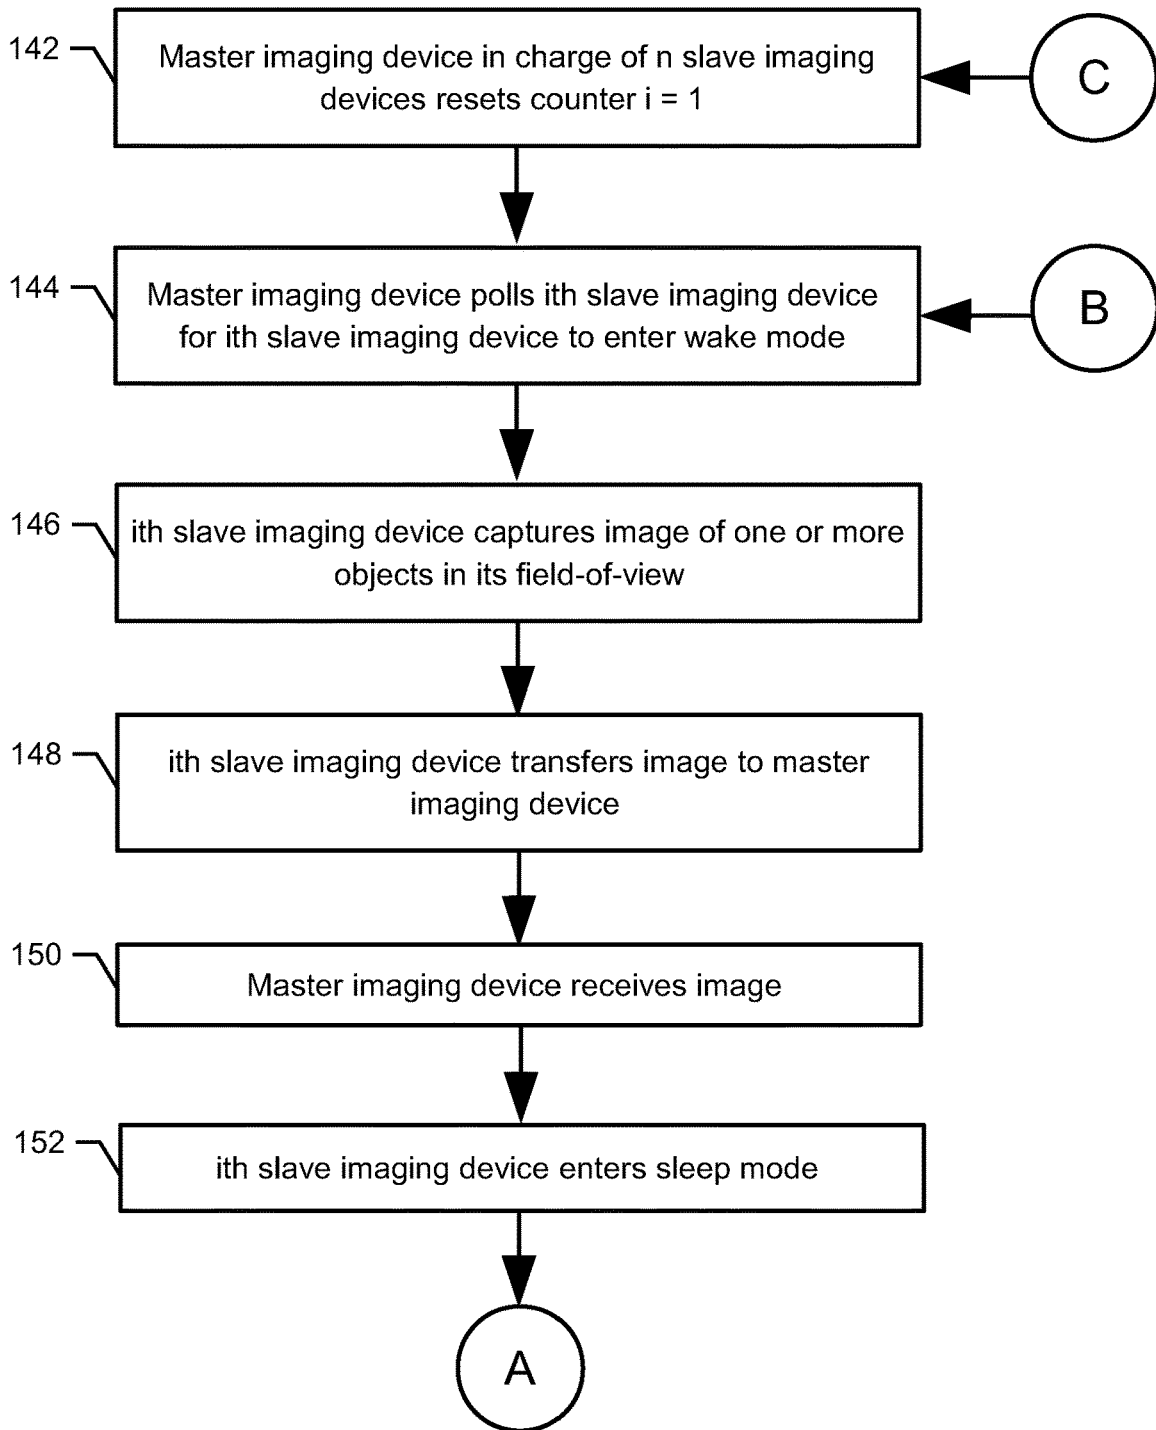 142
Master imaging device in charge of n slave imaging
devices resets counter i = 1
C
144
Master imaging device polls ith slave imaging device
for ith slave imaging device to enter wake mode
B
146
ith slave imaging device captures image of one or more
objects in its field-of-view
148
ith slave imaging device transfers image to master
imaging device
150
Master imaging device receives image
152
ith slave imaging device enters sleep mode
A